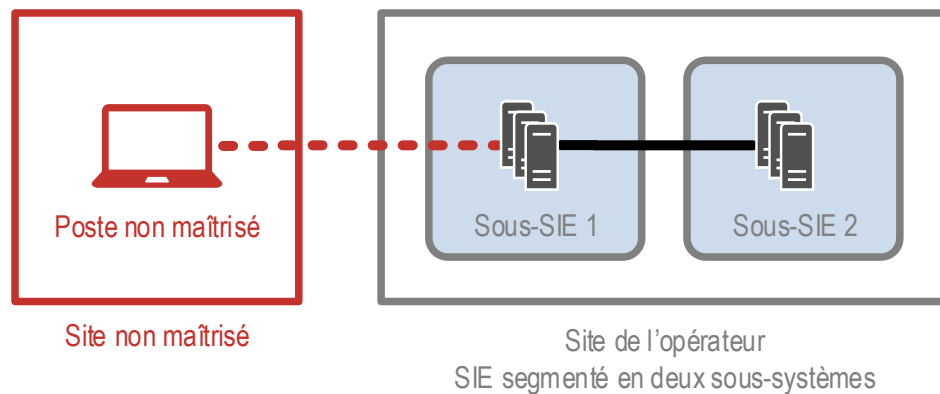 Poste non maîtrisé
Sous-SIE 1
Sous-SIE 2
Site non maîtrisé
Site de l’opérateur
SIE segmenté en deux sous-systèmes